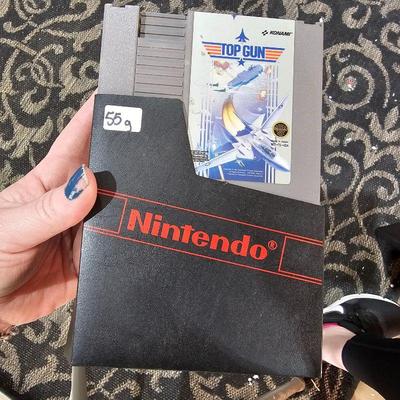 KONAMI
TOP GUN
55g
Nintendo®